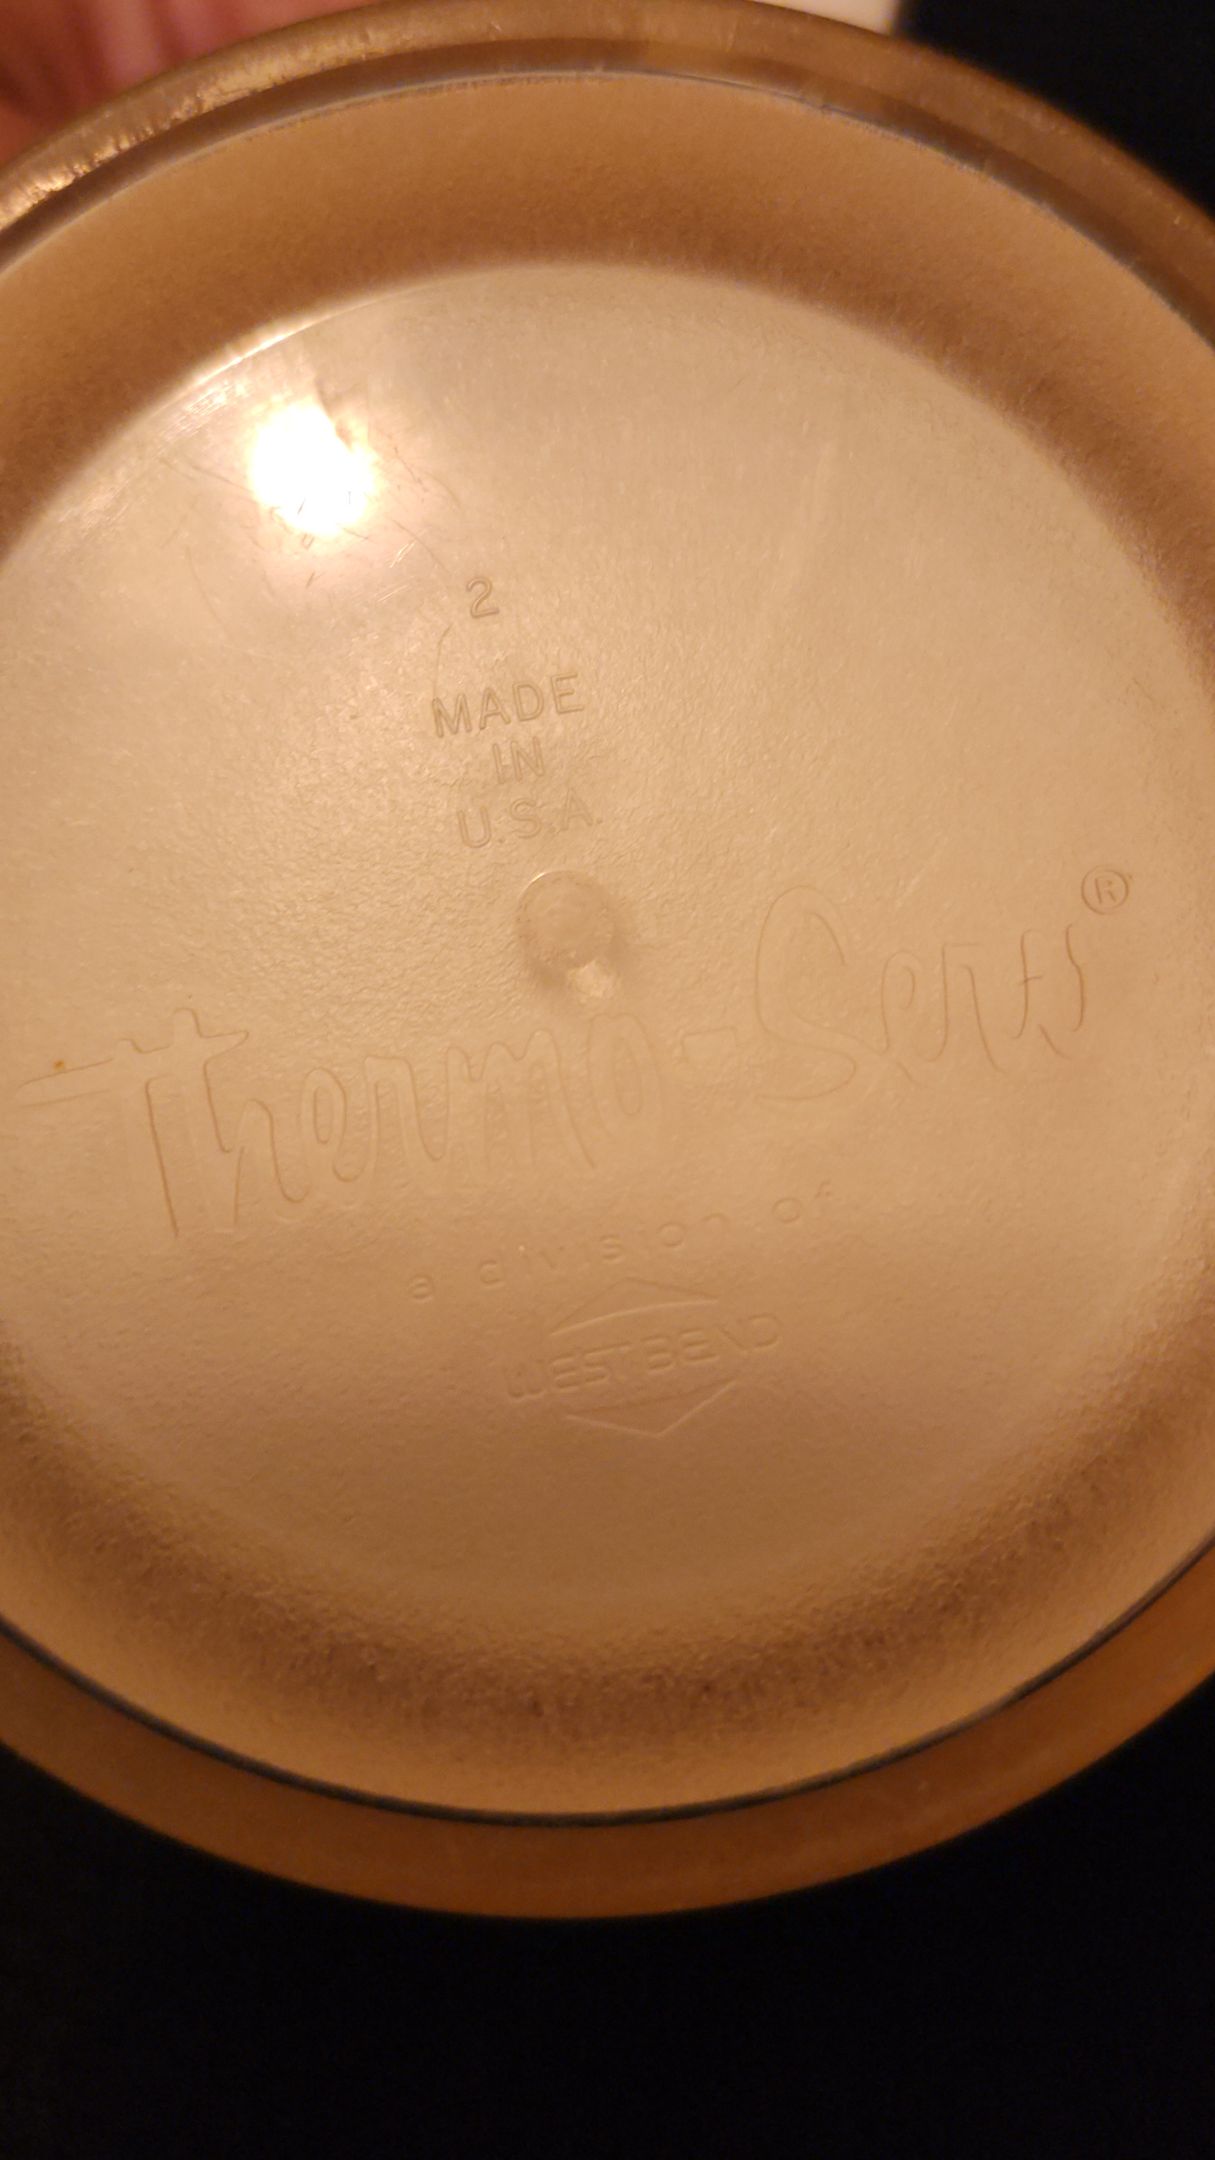 2
MADE
IN
U.S.A.
Thermo-Serv®
a division of
WEST BEND